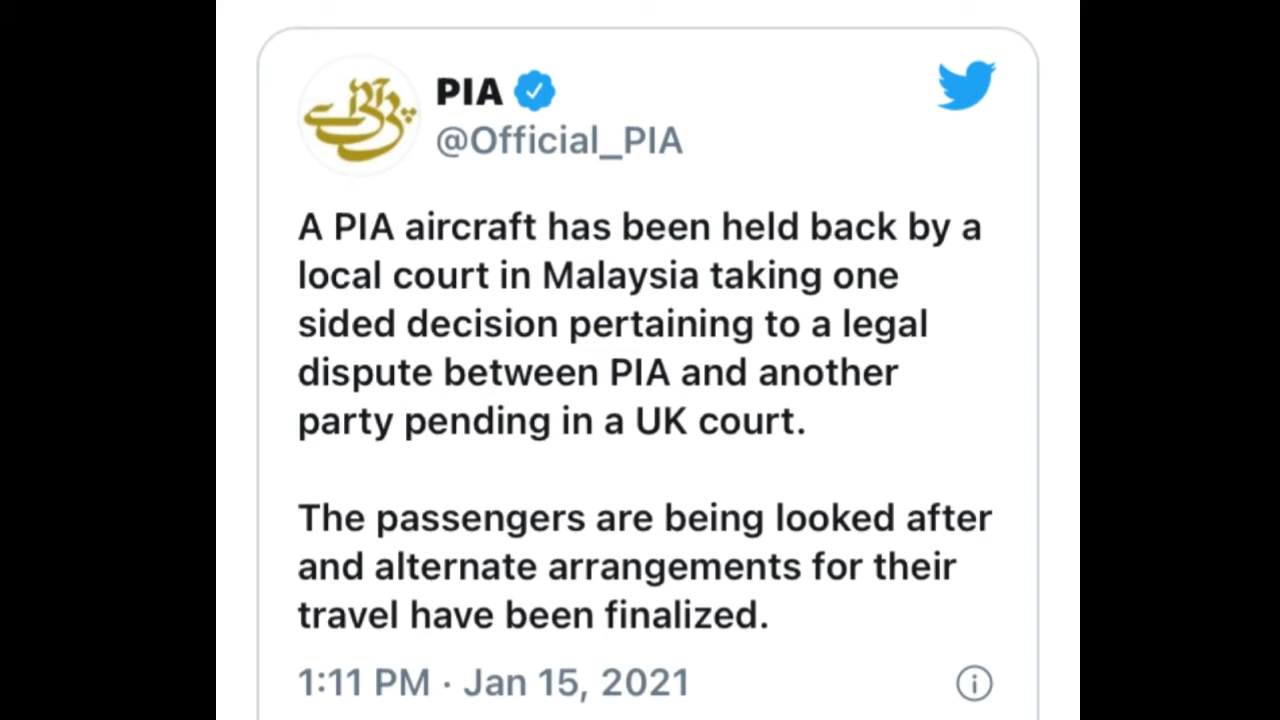 PIA
@Official_PIA
A PIA aircraft has been held back by a
local court in Malaysia taking one
sided decision pertaining to a legal
dispute between PIA and another
party pending in a UK court.
The passengers are being looked after
and alternate arrangements for their
travel have been finalized.
1:11 PM · Jan 15, 2021